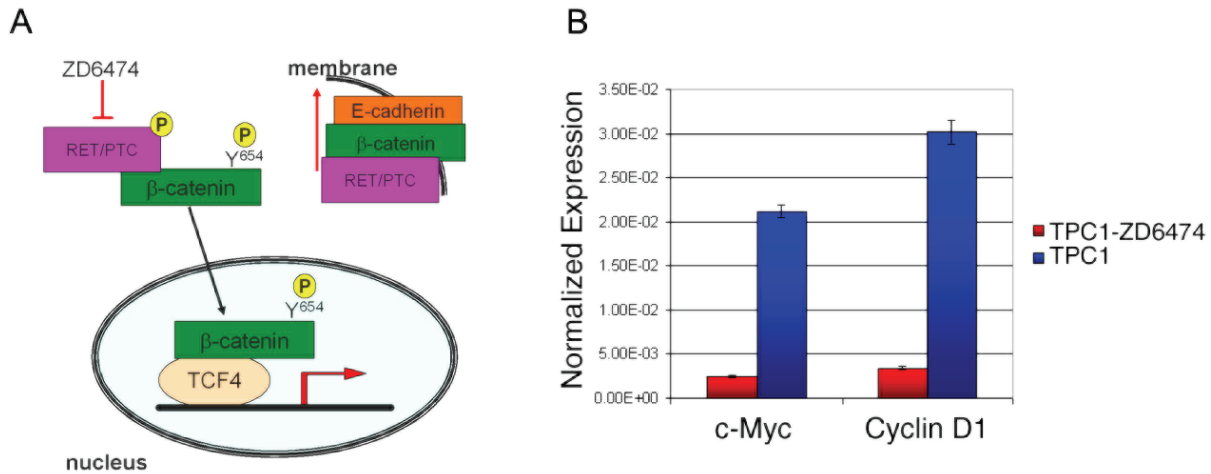 A
ZD6474
P
RET/PTC
P
Y654
β-catenin
membrane
E-cadherin
β-catenin
RET/PTC
P
Y654
β-catenin
TCF4
nucleus
B
Normalized Expression
3.50E-02
3.00E-02
2.50E-02
2.00E-02
1.50E-02
1.00E-02
5.00E-03
0.00E+00
c-Myc
Cyclin D1
TPC1-ZD6474
TPC1